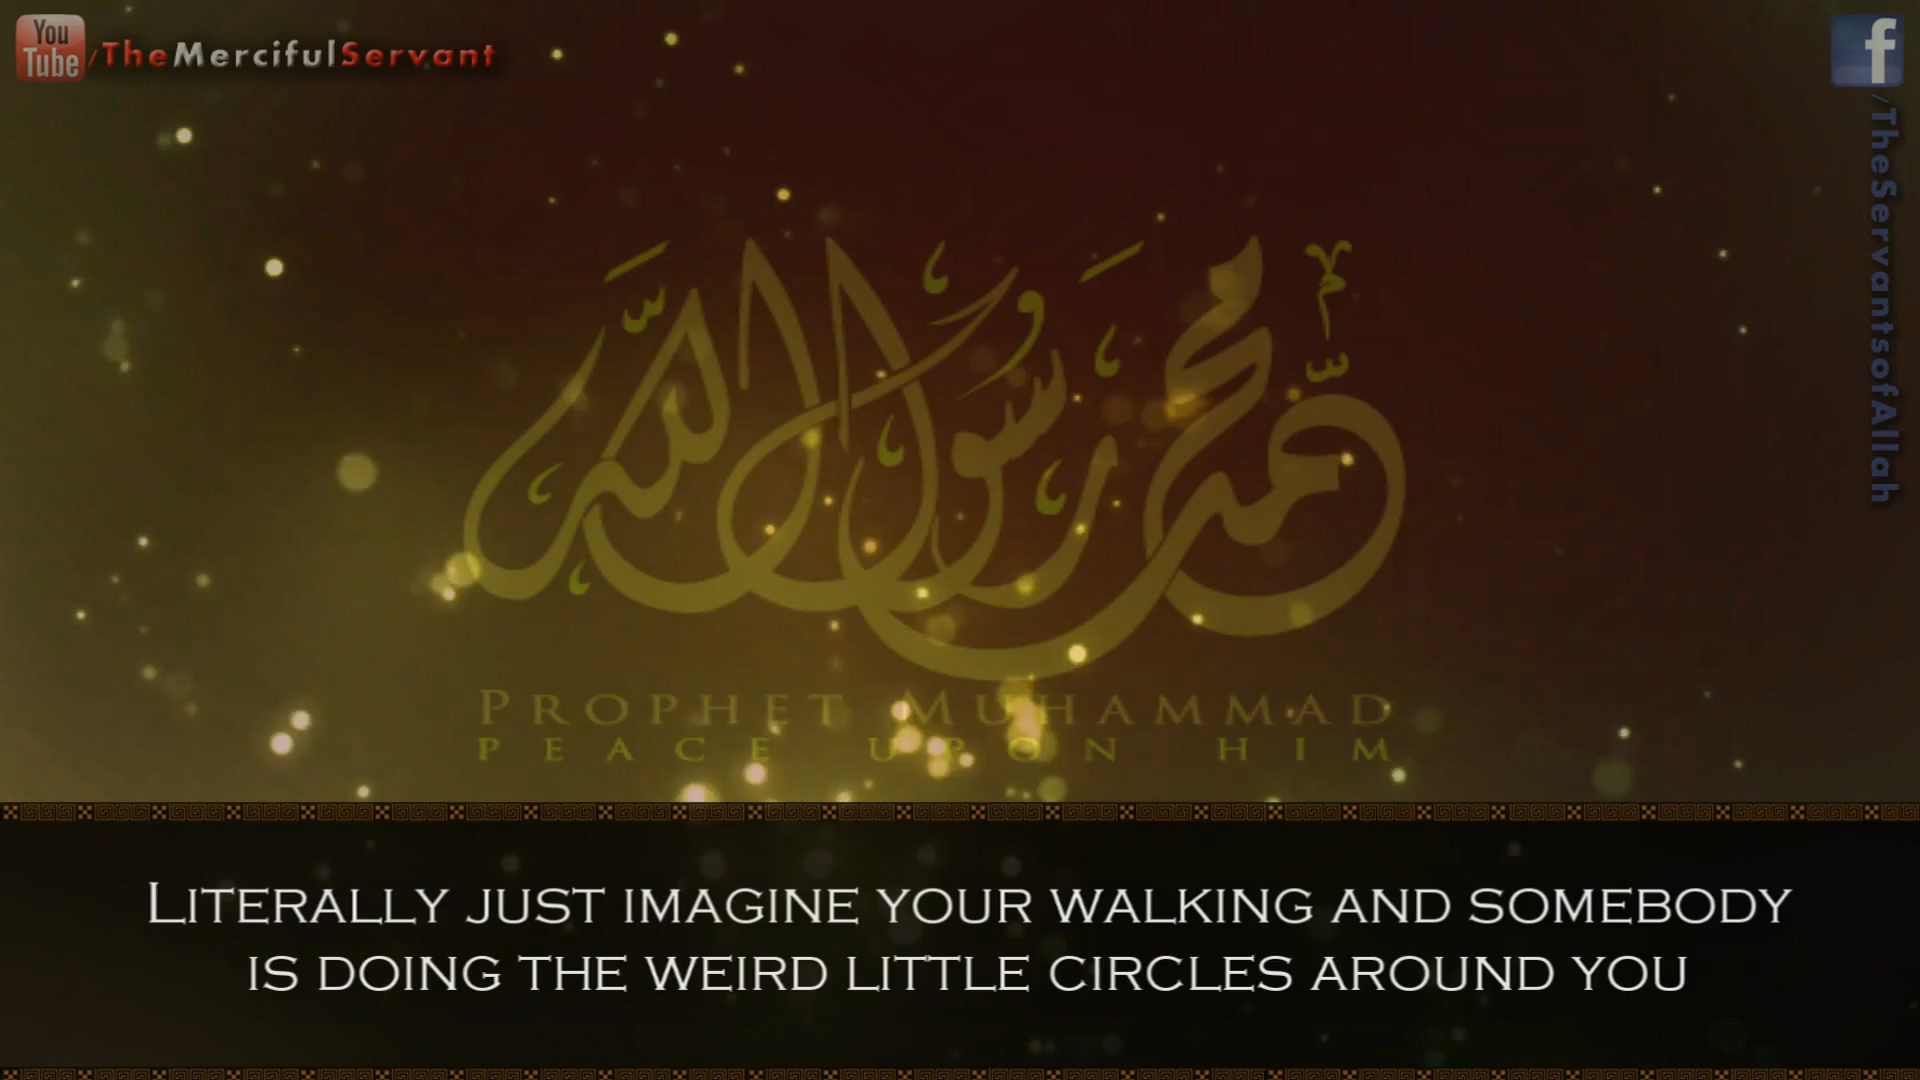 You
Tube /TheMercifulServant
f
/TheServantsofAllah
محمد رسول الله
PROPHET MUHAMMAD
PEACE UPON HIM
LITERALLY JUST IMAGINE YOUR WALKING AND SOMEBODY
IS DOING THE WEIRD LITTLE CIRCLES AROUND YOU